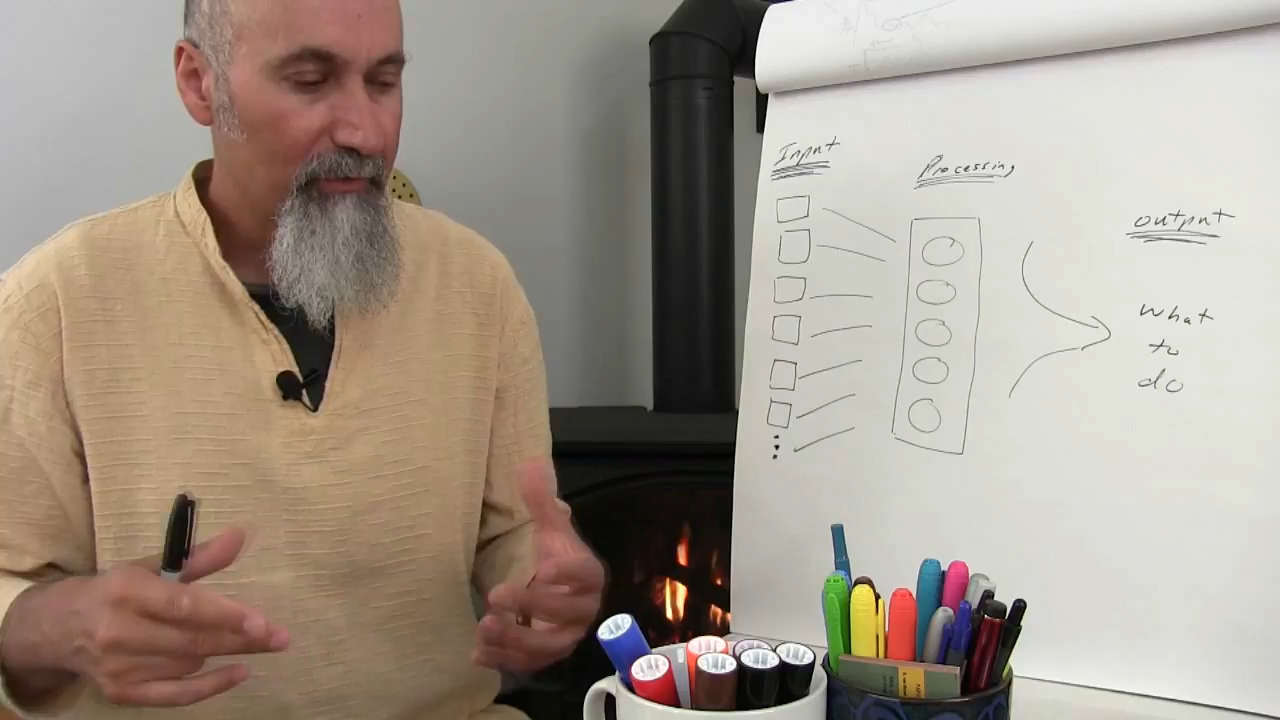 Input
Processing
output
what
to
do